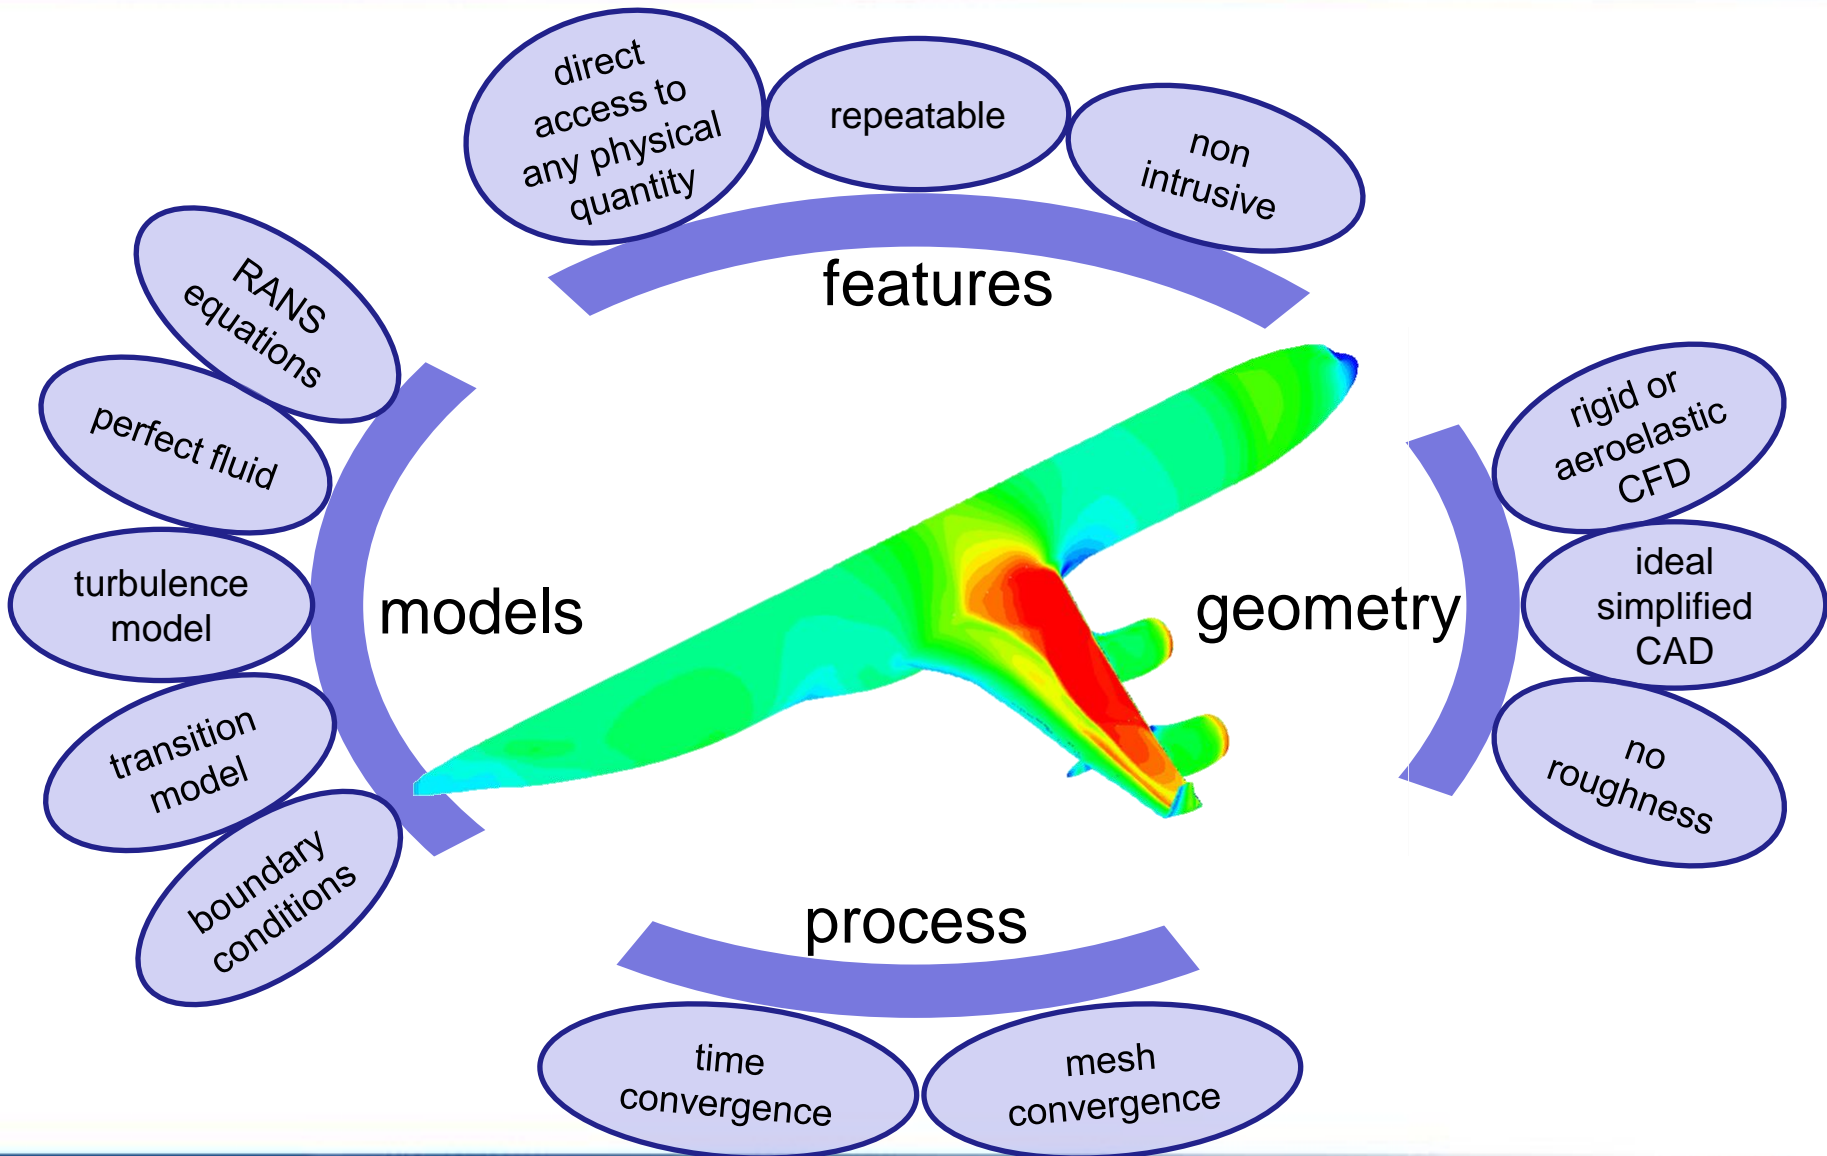 direct
access to
any physical
quantity
repeatable
non
intrusive
features
RANS
equations
perfect fluid
turbulence
model
transition
model
boundary
conditions
models
geometry
rigid or
aeroelastic
CFD
ideal
simplified
CAD
no
roughness
process
time
convergence
mesh
convergence